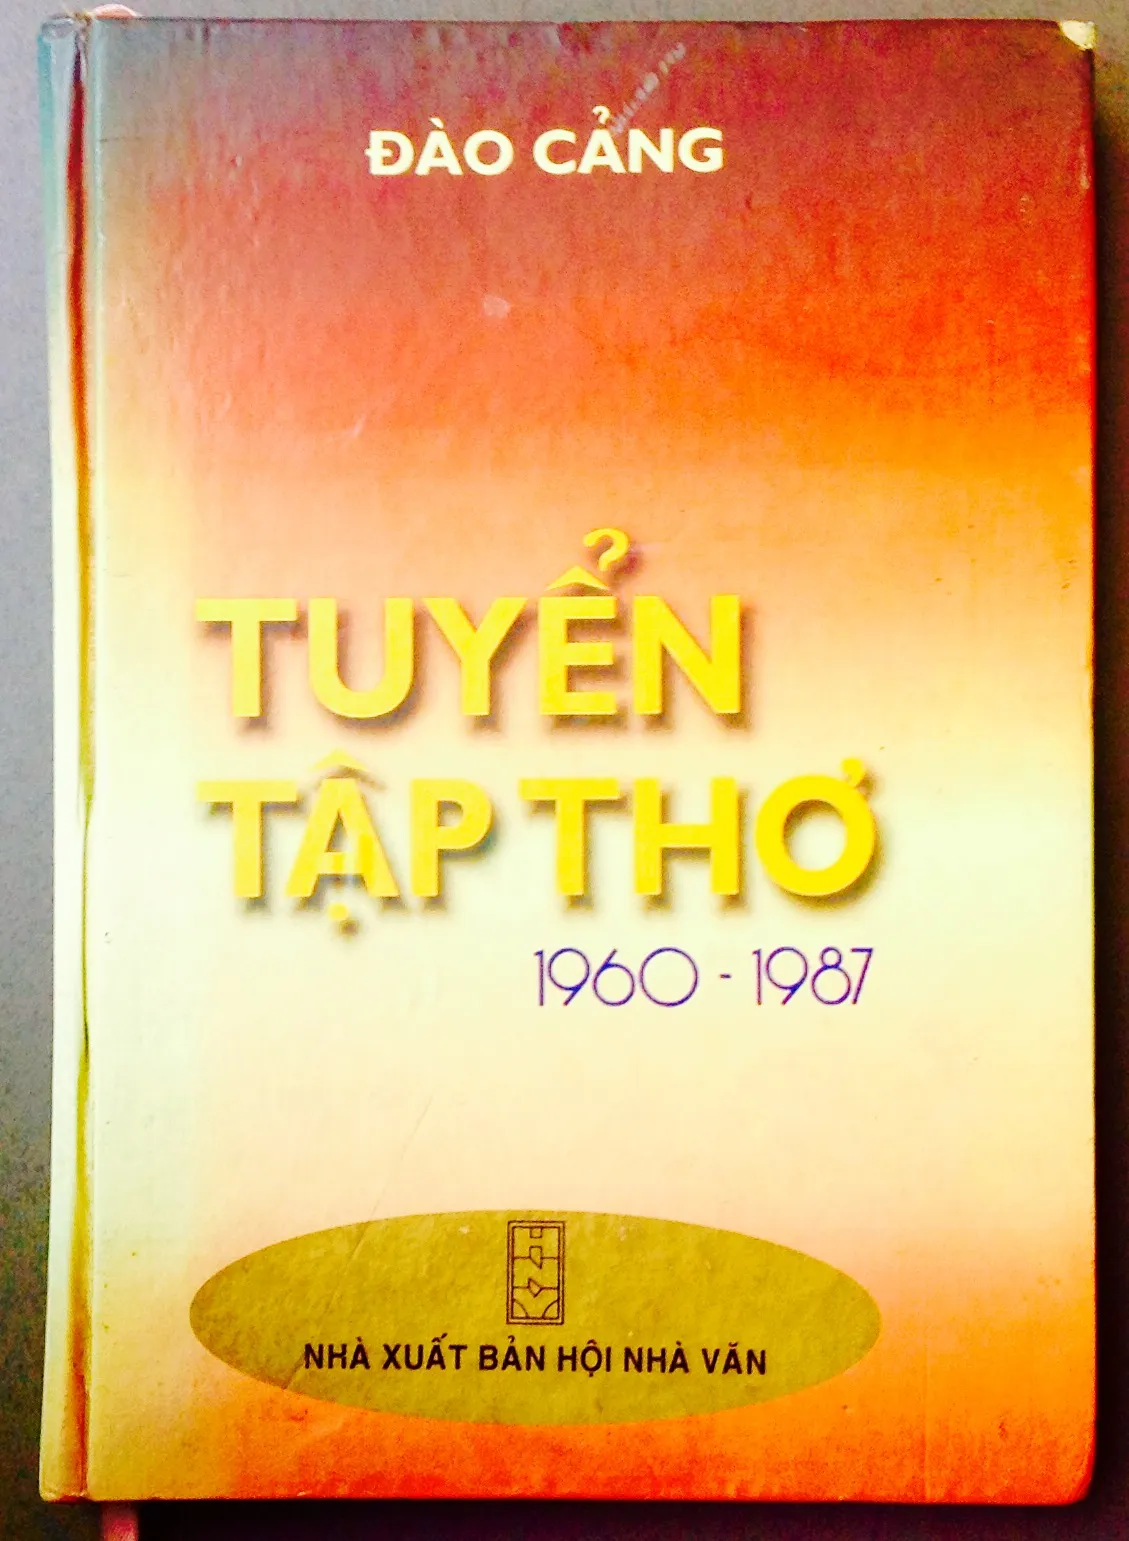 ĐÀO CẢNG
TUYỂN
TẬP THƠ
1960 - 1987
NHÀ XUẤT BẢN HỘI NHÀ VĂN